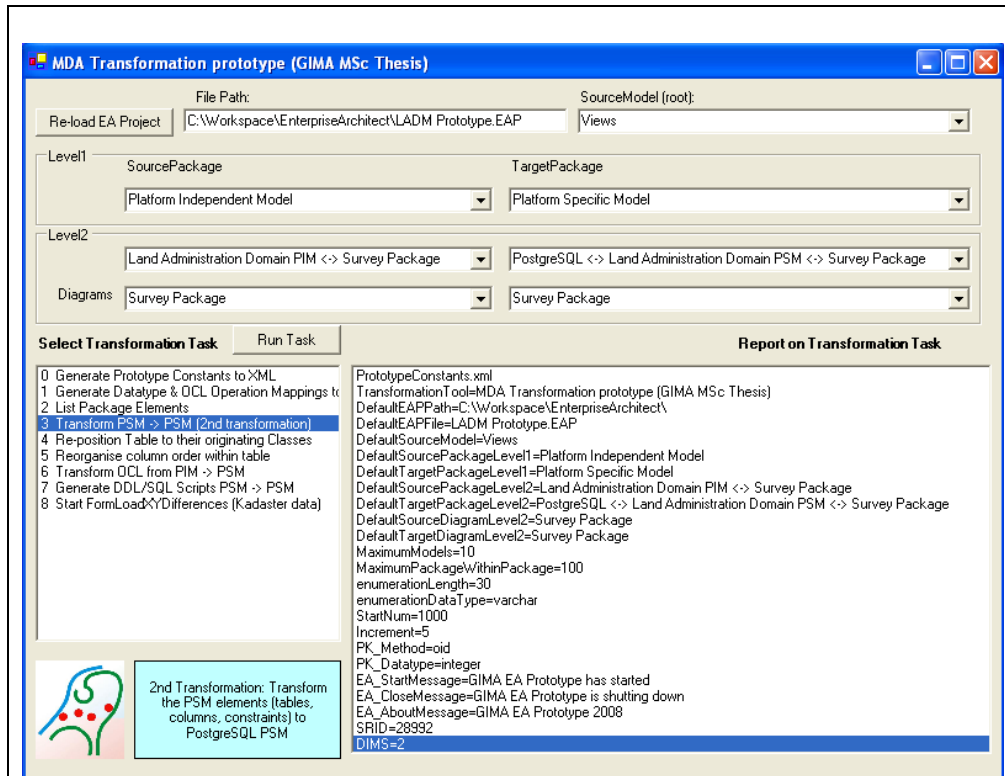 MDA Transformation prototype (GIMA MSc Thesis)
File Path: SourceModel (root):
Re-load EA Project C:\Workspace\EnterpriseArchitect\LADM Prototype.EAP Views
Level1
SourcePackage TargetPackage
Platform Independent Model Platform Specific Model
Level2
Land Administration Domain PIM <-> Survey Package PostgreSQL <-> Land Administration Domain PSM <-> Survey Package
Diagrams Survey Package Survey Package
Select Transformation Task Run Task Report on Transformation Task
0 Generate Prototype Constants to XML
1 Generate Datatype & OCL Operation Mappings to
2 List Package Elements
3 Transform PSM -> PSM (2nd transformation)
4 Re-position Table to their originating Classes
5 Reorganise column order within table
6 Transform OCL from PIM -> PSM
7 Generate DDL/SQL Scripts PSM -> PSM
8 Start FormLoadXYDifferences (Kadaster data)
PrototypeConstants.xml
TransformationTool=MDA Transformation prototype (GIMA MSc Thesis)
DefaultEAPPath=C:\Workspace\EnterpriseArchitect\
DefaultEAPFile=LADM Prototype.EAP
DefaultSourceModel=Views
DefaultSourcePackageLevel1=Platform Independent Model
DefaultTargetPackageLevel1=Platform Specific Model
DefaultSourcePackageLevel2=Land Administration Domain PIM <-> Survey Package
DefaultTargetPackageLevel2=PostgreSQL <-> Land Administration Domain PSM <-> Survey Package
DefaultSourceDiagramLevel2=Survey Package
DefaultTargetDiagramLevel2=Survey Package
MaximumModels=10
MaximumPackageWithinPackage=100
enumerationLength=30
enumerationDataType=varchar
StartNum=1000
Increment=5
PK_Method=oid
PK_Datatype=integer
EA_StartMessage=GIMA EA Prototype has started
EA_CloseMessage=GIMA EA Prototype is shutting down
EA_AboutMessage=GIMA EA Prototype 2008
SRID=28992
DIMS=2
2nd Transformation: Transform
the PSM elements (tables,
columns, constraints) to
PostgreSQL PSM